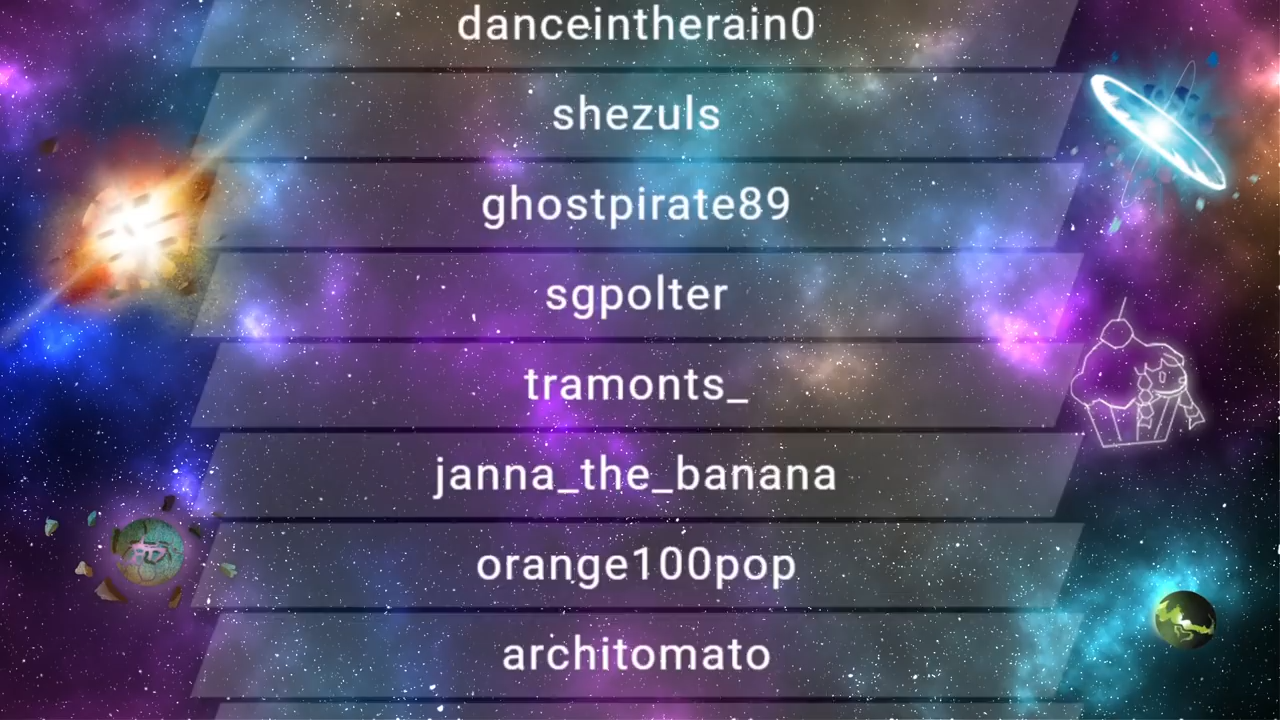 danceintherain0
shezuls
ghostpirate89
sgpolter
tramonts_
janna_the_banana
orange100pop
architomato